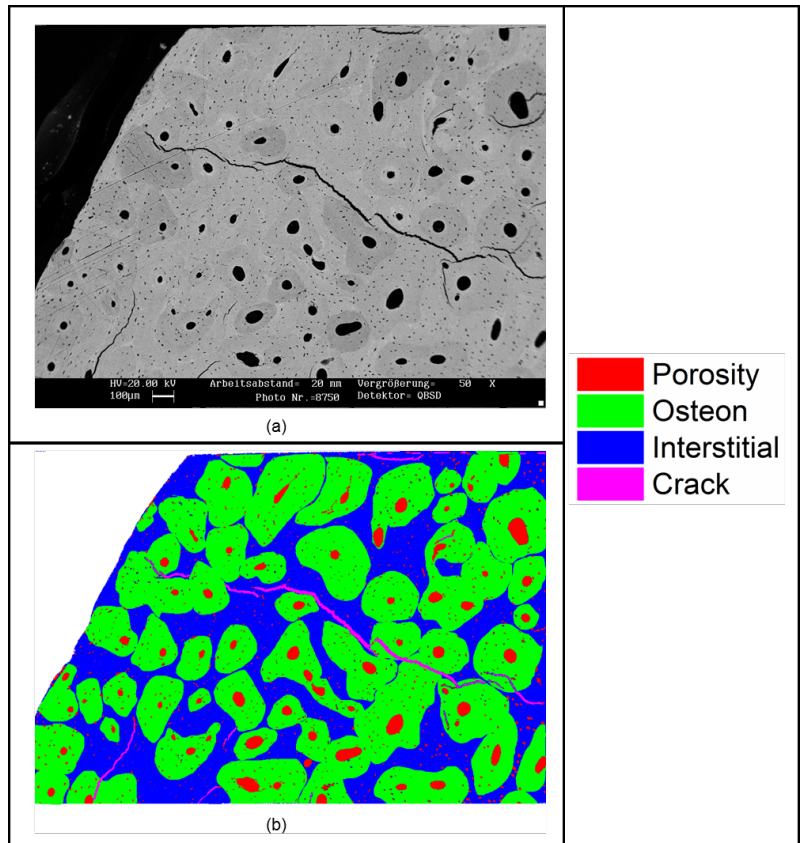 HV=20.00 kV Arbeitsabstand= 20 mm Vergrößerung= 50 X
100µm Photo Nr.=8750 Detektor= QBSD
(a)
Porosity
Osteon
Interstitial
Crack
(b)